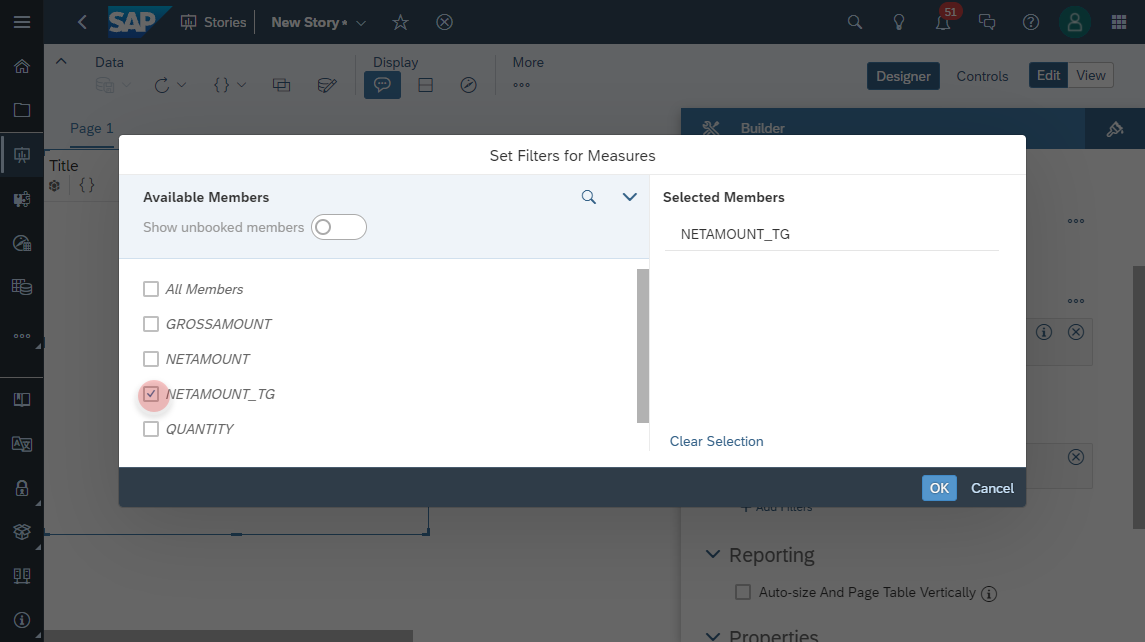 SAP Stories New Story *
51
Data Display More
Designer Controls Edit View
Page 1
Builder
Title
Set Filters for Measures
Available Members
Show unbooked members
All Members
GROSSAMOUNT
NETAMOUNT
NETAMOUNT_TG
QUANTITY
Selected Members
NETAMOUNT_TG
Clear Selection
OK Cancel
+ Add Filters
Reporting
Auto-size And Page Table Vertically
Properties